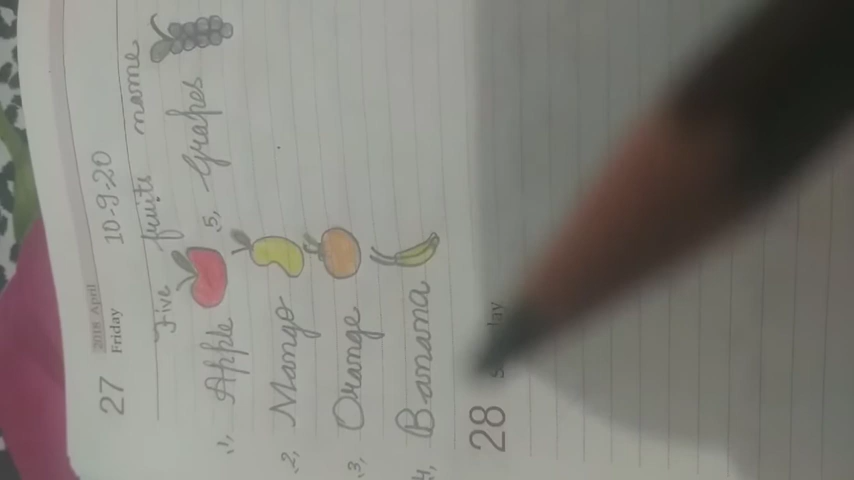 2018 April
27 Friday 10-9-20
Five fruits name
1, Apple
2, Mango
3, Orange
4, Banana
5, Grapes
28